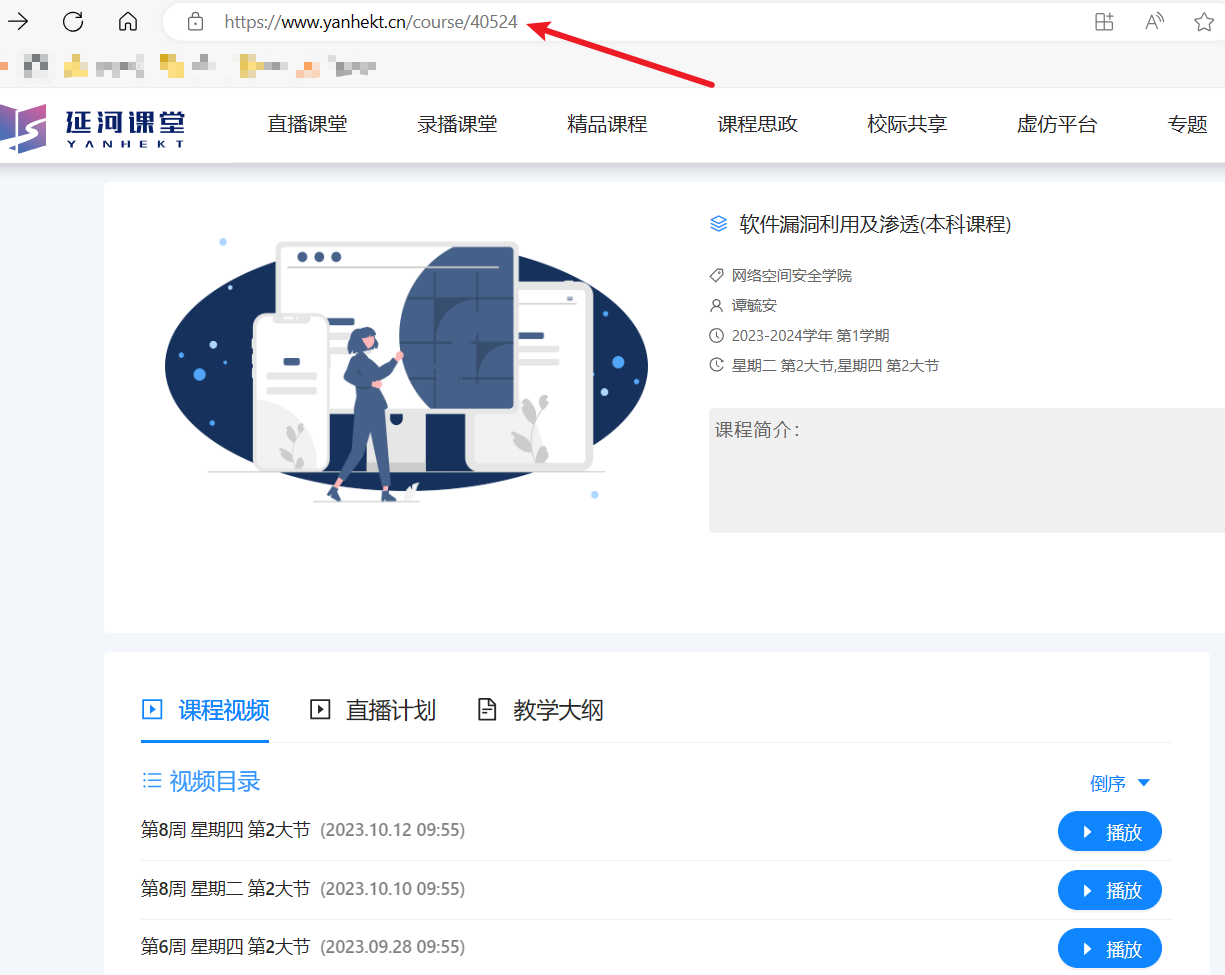 https://www.yanhekt.cn/course/40524
延河课堂
YANHEKT
直播课堂 录播课堂 精品课程 课程思政 校际共享 虚仿平台 专题
软件漏洞利用及渗透(本科课程)
网络空间安全学院
谭毓安
2023-2024学年 第1学期
星期二 第2大节,星期四 第2大节
课程简介：
课程视频 直播计划 教学大纲
视频目录 倒序
第8周 星期四 第2大节 (2023.10.12 09:55) 播放
第8周 星期二 第2大节 (2023.10.10 09:55) 播放
第6周 星期四 第2大节 (2023.09.28 09:55) 播放